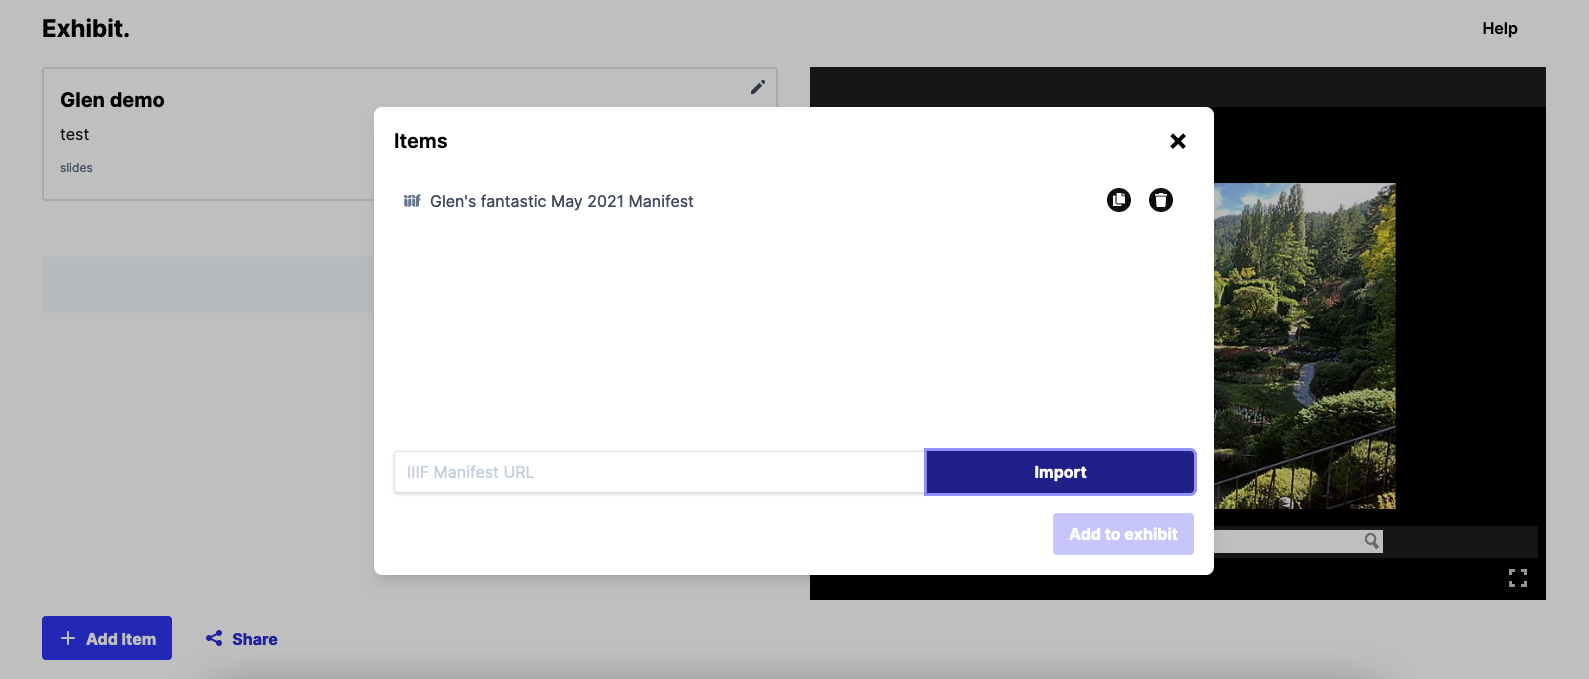 Exhibit.
Help
Glen demo
test
slides
Items
iiif Glen's fantastic May 2021 Manifest
IIIF Manifest URL
Import
Add to exhibit
Add Item
Share